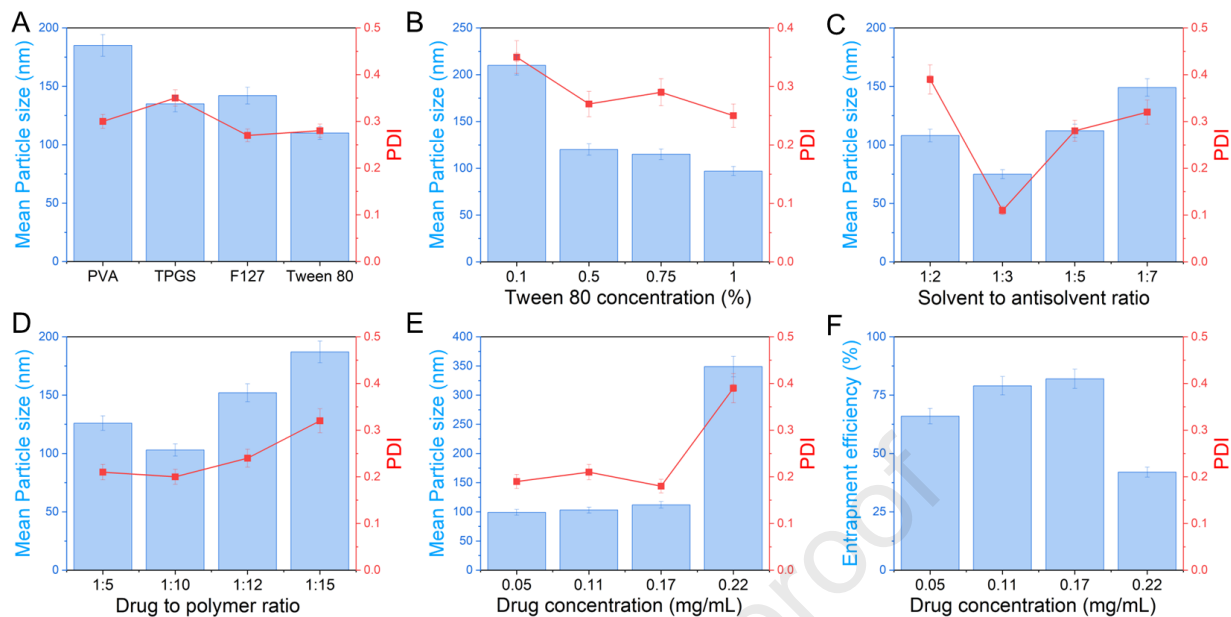 A
Mean Particle size (nm)
200
150
100
50
0
PVA TPGS F127 Tween 80
0.5
0.4
0.3
0.2
0.1
0.0
PDI
B
Mean Particle size (nm)
250
200
150
100
50
0
0.1 0.5 0.75 1
Tween 80 concentration (%)
0.4
0.3
0.2
0.1
0.0
PDI
C
Mean Particle size (nm)
200
150
100
50
0
1:2 1:3 1:5 1:7
Solvent to antisolvent ratio
0.5
0.4
0.3
0.2
0.1
0.0
PDI
D
Mean Particle size (nm)
200
150
100
50
0
1:5 1:10 1:12 1:15
Drug to polymer ratio
0.5
0.4
0.3
0.2
0.1
0.0
PDI
E
Mean Particle size (nm)
400
350
300
250
200
150
100
50
0
0.05 0.11 0.17 0.22
Drug concentration (mg/mL)
0.5
0.4
0.3
0.2
0.1
0.0
PDI
F
Entrapment efficiency (%)
100
75
50
25
0
0.05 0.11 0.17 0.22
Drug concentration (mg/mL)
0.5
0.4
0.3
0.2
0.1
0.0
PDI
proof